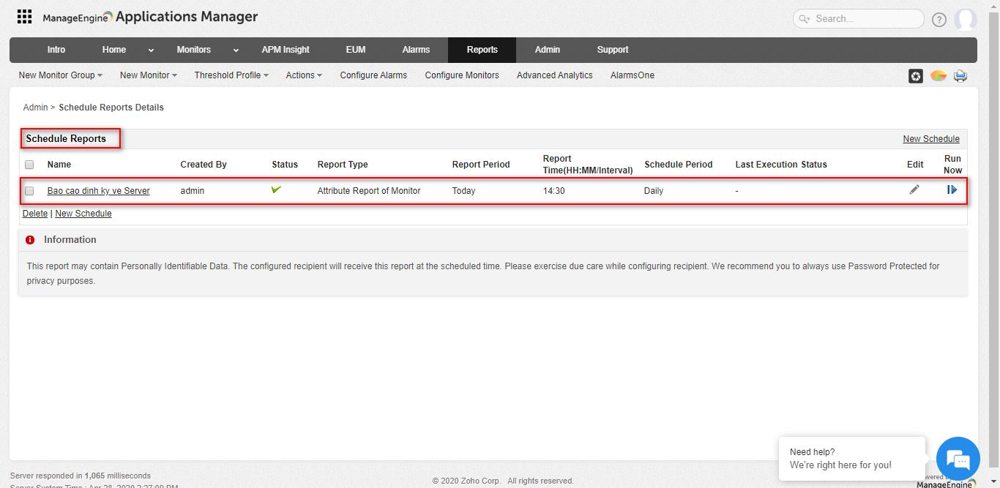 ManageEngine Applications Manager
Search...
Intro Home Monitors APM Insight EUM Alarms Reports Admin Support
New Monitor Group New Monitor Threshold Profile Actions Configure Alarms Configure Monitors Advanced Analytics AlarmsOne
Admin > Schedule Reports Details
Schedule Reports New Schedule
Name Created By Status Report Type Report Period Report Time(HH:MM/Interval) Schedule Period Last Execution Status Edit Run Now
Bao cao dinh ky ve Server admin Attribute Report of Monitor Today 14:30 Daily -
Delete | New Schedule
Information
This report may contain Personally Identifiable Data. The configured recipient will receive this report at the scheduled time. Please exercise due care while configuring recipient. We recommend you to always use Password Protected for
privacy purposes.
Need help?
We're right here for you!
Server responded in 1,065 milliseconds
Server System Time : Apr 28, 2020 2:27:09 PM
© 2020 Zoho Corp. All rights reserved.
ManageEngine